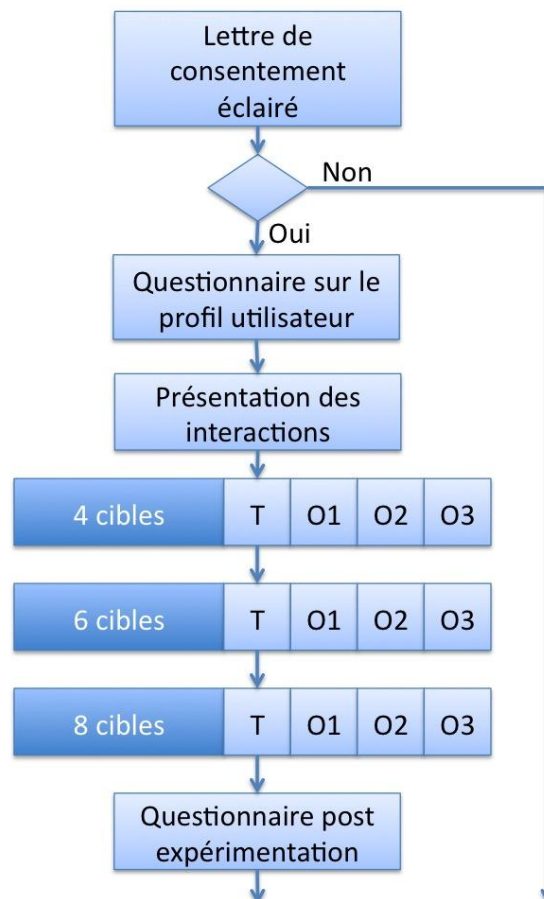 Lettre de
consentement
éclairé
Non
Oui
Questionnaire sur le
profil utilisateur
Présentation des
interactions
4 cibles T O1 O2 O3
6 cibles T O1 O2 O3
8 cibles T O1 O2 O3
Questionnaire post
expérimentation